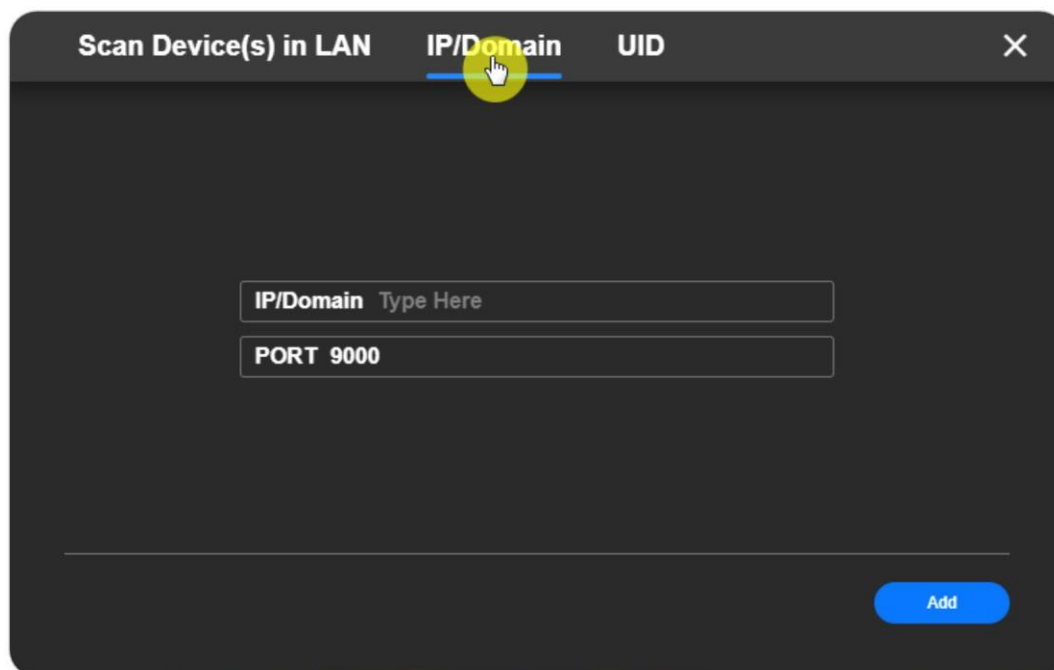 Scan Device(s) in LAN IP/Domain UID
IP/Domain Type Here
PORT 9000
Add